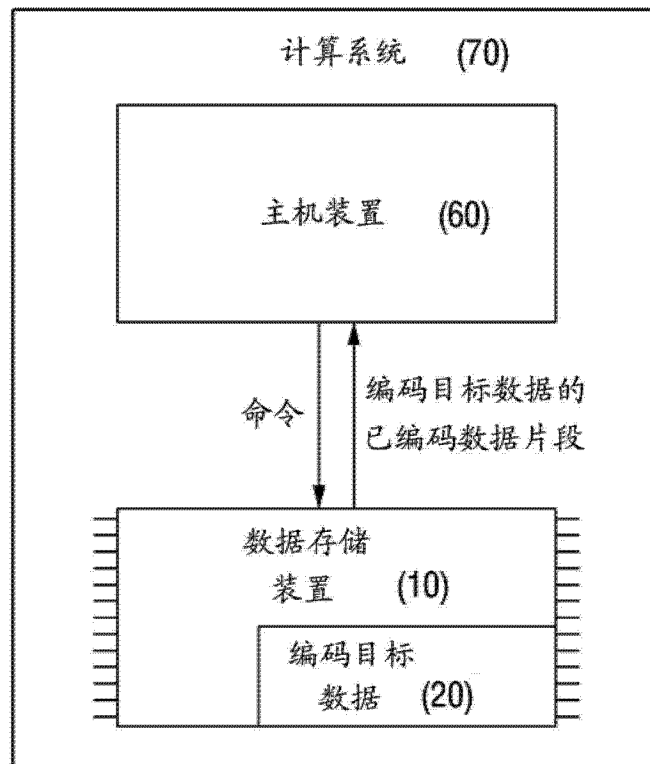 计算系统 (70)
主机装置 (60)
命令
编码目标数据的
已编码数据片段
数据存储
装置 (10)
编码目标
数据 (20)